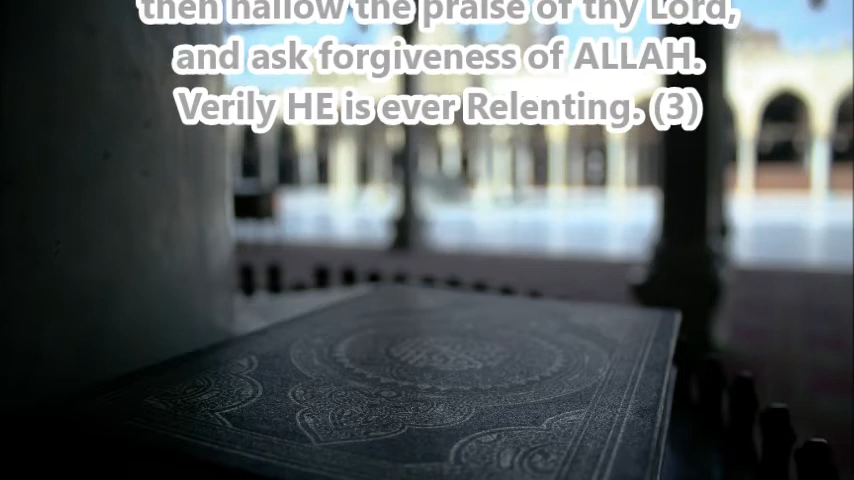 then hallow the praise of thy Lord,
and ask forgiveness of ALLAH.
Verily HE is ever Relenting. (3)